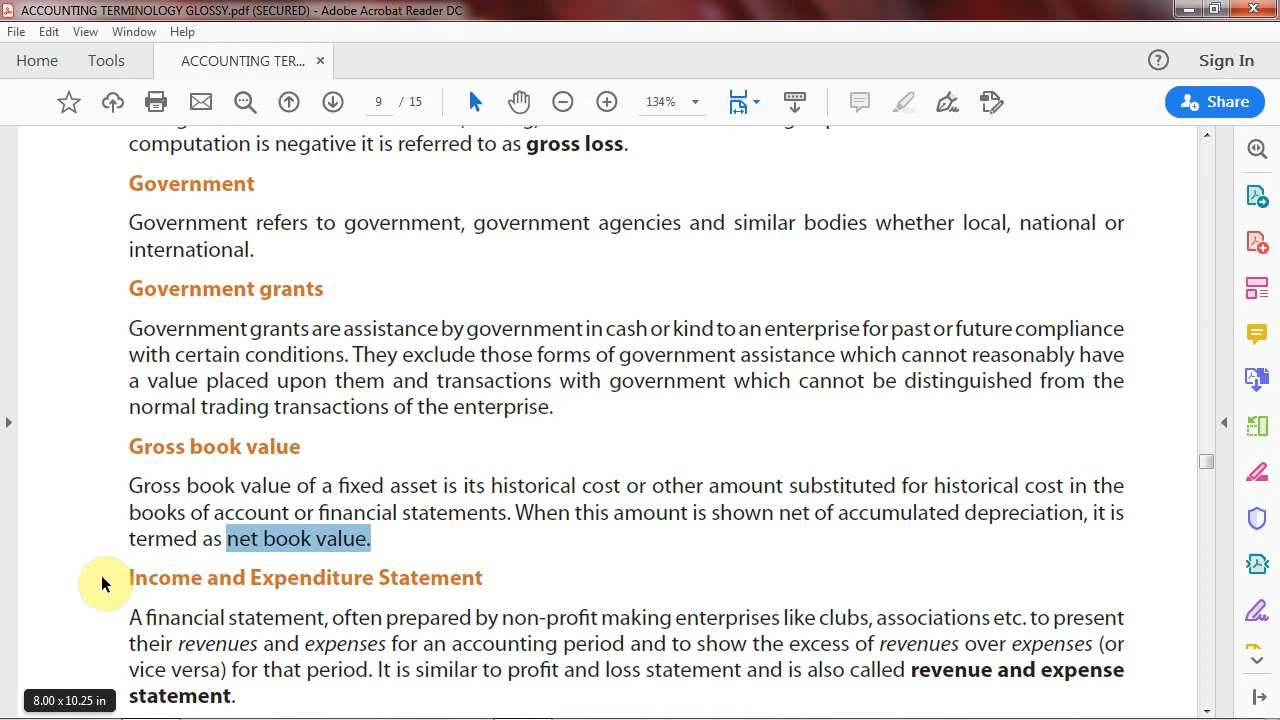 ACCOUNTING TERMINOLOGY GLOSSY.pdf (SECURED) - Adobe Acrobat Reader DC
File Edit View Window Help
Home Tools ACCOUNTING TER... × Sign In
9 / 15 134% Share
computation is negative it is referred to as gross loss.
Government
Government refers to government, government agencies and similar bodies whether local, national or
international.
Government grants
Government grants are assistance by government in cash or kind to an enterprise for past or future compliance
with certain conditions. They exclude those forms of government assistance which cannot reasonably have
a value placed upon them and transactions with government which cannot be distinguished from the
normal trading transactions of the enterprise.
Gross book value
Gross book value of a fixed asset is its historical cost or other amount substituted for historical cost in the
books of account or financial statements. When this amount is shown net of accumulated depreciation, it is
termed as net book value.
Income and Expenditure Statement
A financial statement, often prepared by non-profit making enterprises like clubs, associations etc. to present
their revenues and expenses for an accounting period and to show the excess of revenues over expenses (or
vice versa) for that period. It is similar to profit and loss statement and is also called revenue and expense
statement.
8.00 x 10.25 in